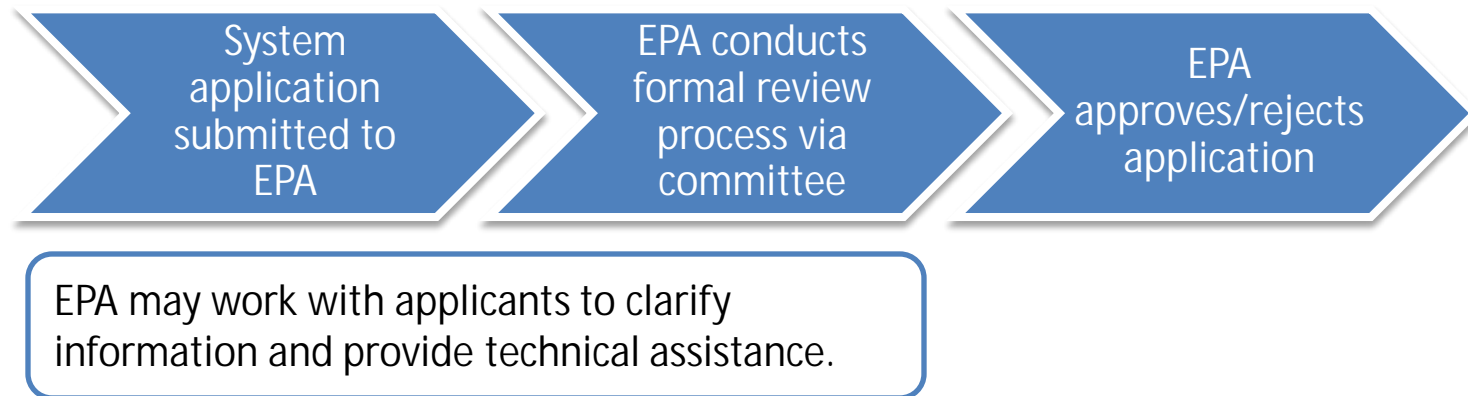 System
application
submitted to
EPA
EPA conducts
formal review
process via
committee
EPA
approves/rejects
application
EPA may work with applicants to clarify
information and provide technical assistance.